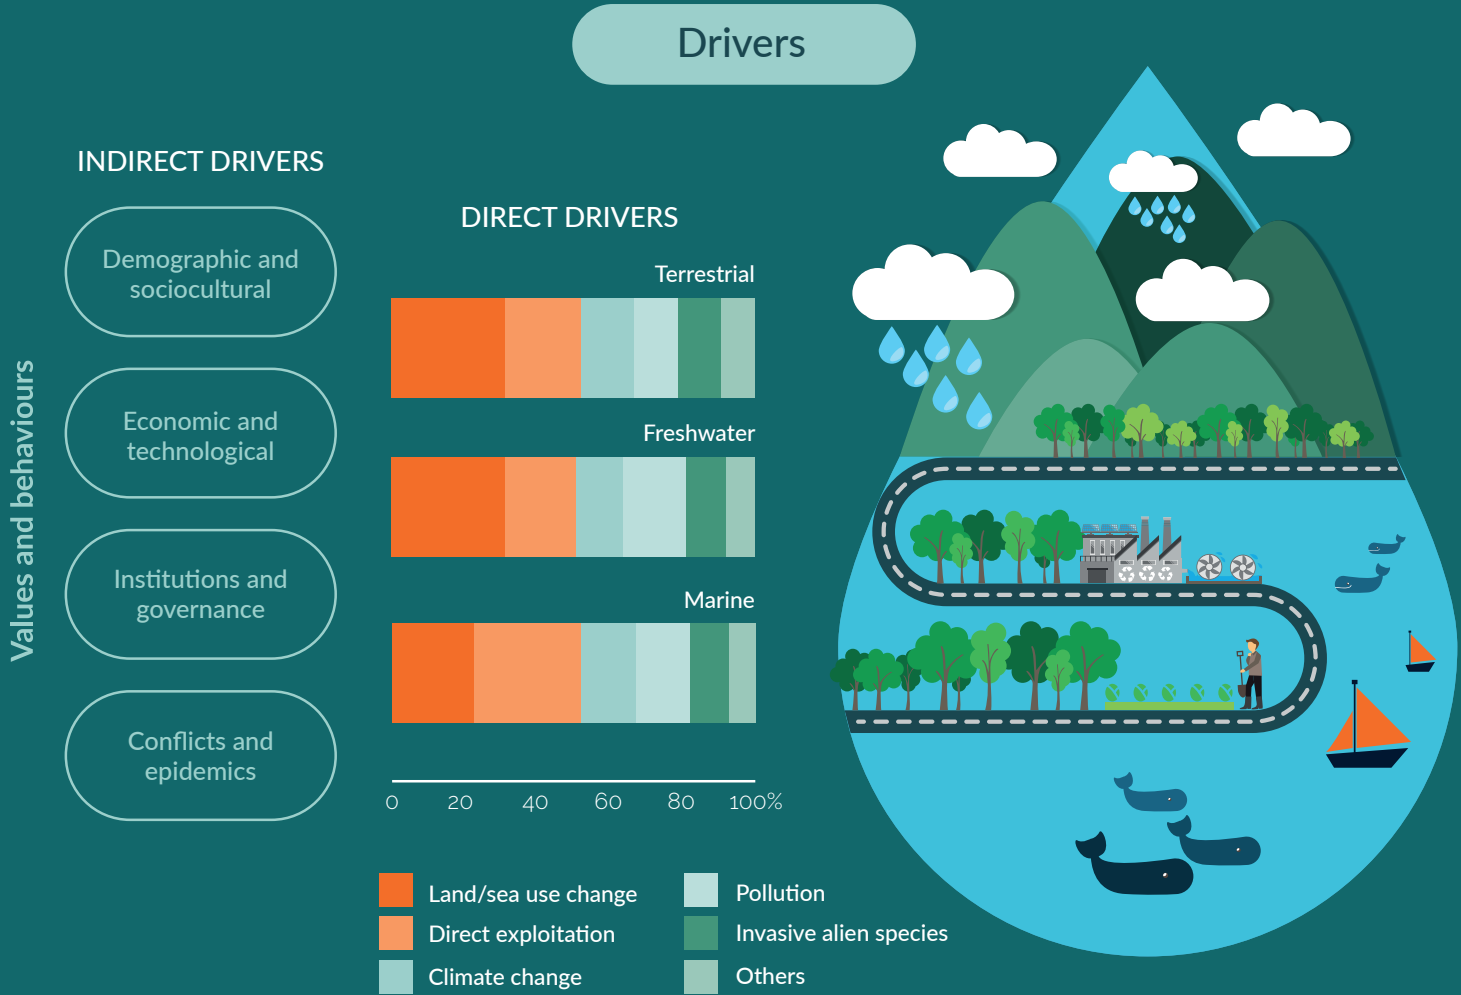 Drivers
INDIRECT DRIVERS
Values and behaviours
Demographic and
sociocultural
Economic and
technological
Institutions and
governance
Conflicts and
epidemics
DIRECT DRIVERS
Terrestrial
Freshwater
Marine
0 20 40 60 80 100%
Land/sea use change
Direct exploitation
Climate change
Pollution
Invasive alien species
Others